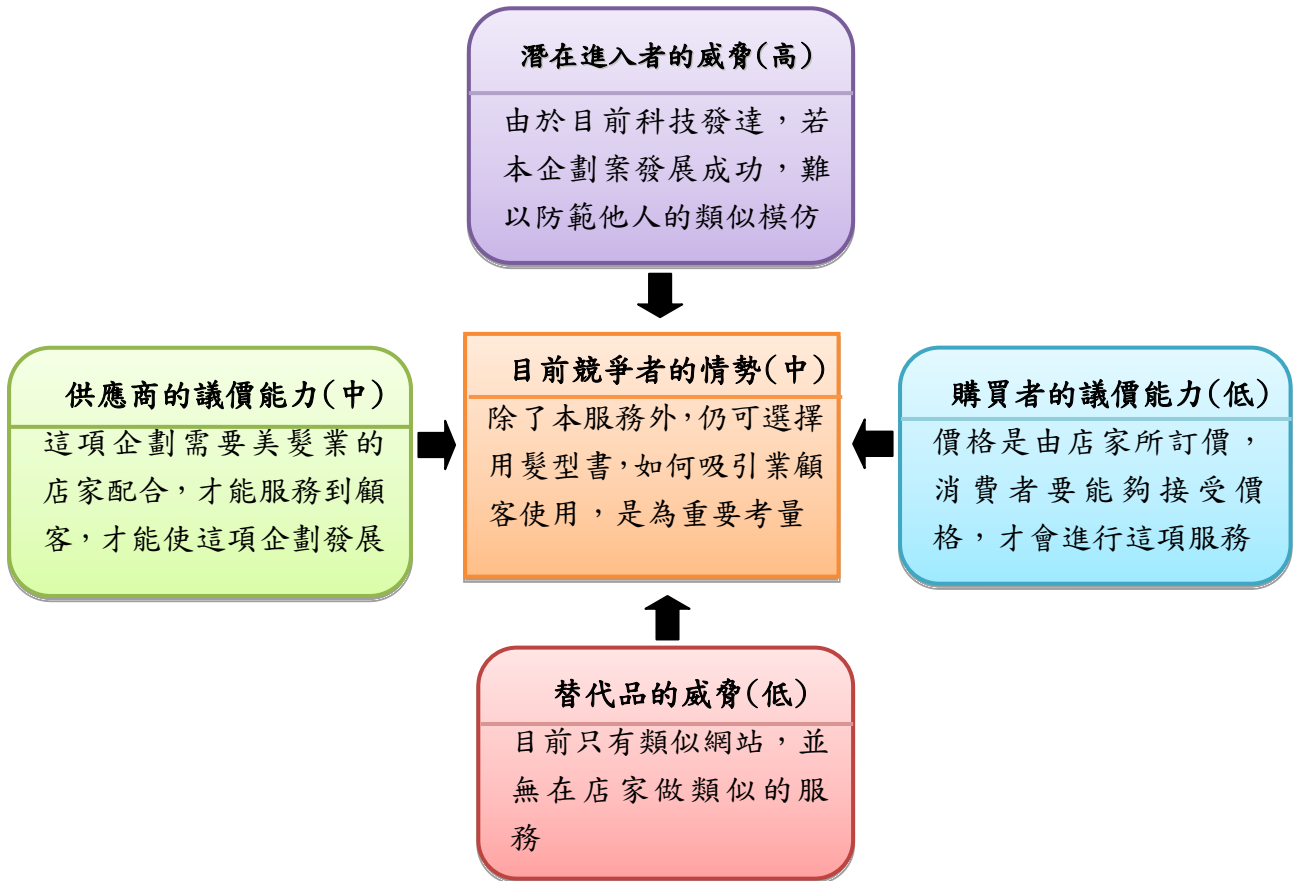 潛在進入者的威脅(高)
由於目前科技發達，若
本企劃案發展成功，難
以防範他人的類似模仿
供應商的議價能力(中)
這項企劃需要美髮業的
店家配合，才能服務到顧
客，才能使這項企劃發展
目前競爭者的情勢(中)
除了本服務外，仍可選擇
用髮型書，如何吸引業顧
客使用，是為重要考量
購買者的議價能力(低)
價格是由店家所訂價，
消費者要能夠接受價
格，才會進行這項服務
替代品的威脅(低)
目前只有類似網站，並
無在店家做類似的服
務